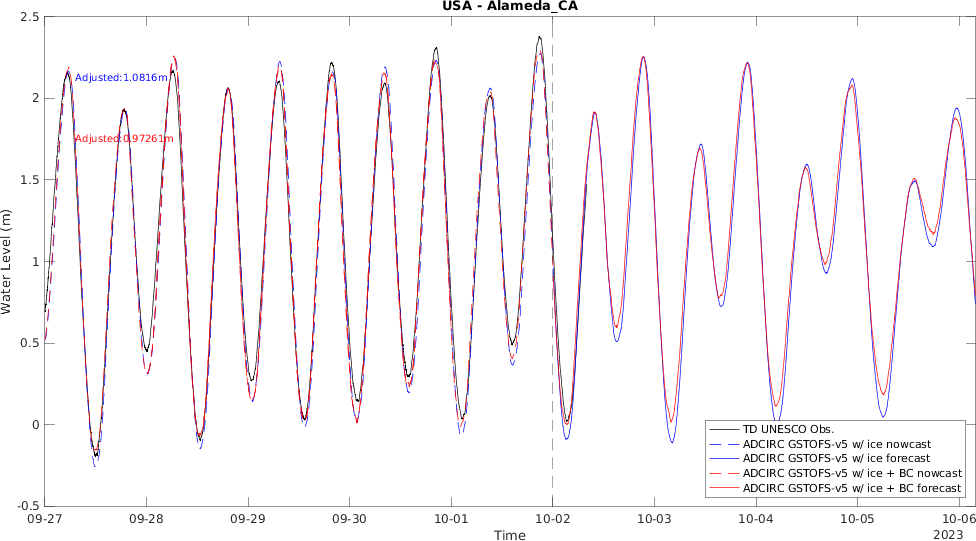 USA - Alameda_CA
2.5
2
1.5
1
0.5
0
-0.5
Water Level (m)
Adjusted:1.0816m
Adjusted:0.97261m
TD UNESCO Obs.
ADCIRC GSTOFS-v5 w/ ice nowcast
ADCIRC GSTOFS-v5 w/ ice forecast
ADCIRC GSTOFS-v5 w/ ice + BC nowcast
ADCIRC GSTOFS-v5 w/ ice + BC forecast
09-27 09-28 09-29 09-30 10-01 10-02 10-03 10-04 10-05 10-06
2023
Time